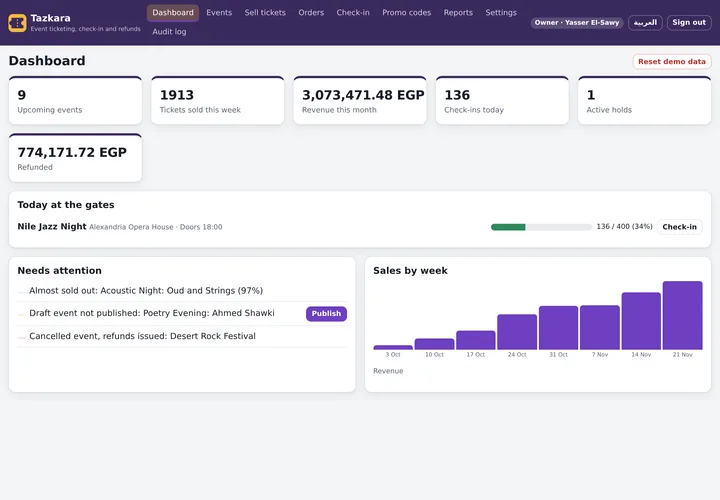 Tazkara
Event ticketing, check-in and refunds
Dashboard Events Sell tickets Orders Check-in Promo codes Reports Settings
Audit log
Owner · Yasser El-Sawy
العربية
Sign out
Dashboard
Reset demo data
9
Upcoming events
1913
Tickets sold this week
3,073,471.48 EGP
Revenue this month
136
Check-ins today
1
Active holds
774,171.72 EGP
Refunded
Today at the gates
Nile Jazz Night Alexandria Opera House · Doors 18:00
136 / 400 (34%)
Check-in
Needs attention
Almost sold out: Acoustic Night: Oud and Strings (97%)
Draft event not published: Poetry Evening: Ahmed Shawki
Publish
Cancelled event, refunds issued: Desert Rock Festival
Sales by week
3 Oct 10 Oct 17 Oct 24 Oct 31 Oct 7 Nov 14 Nov 21 Nov
Revenue